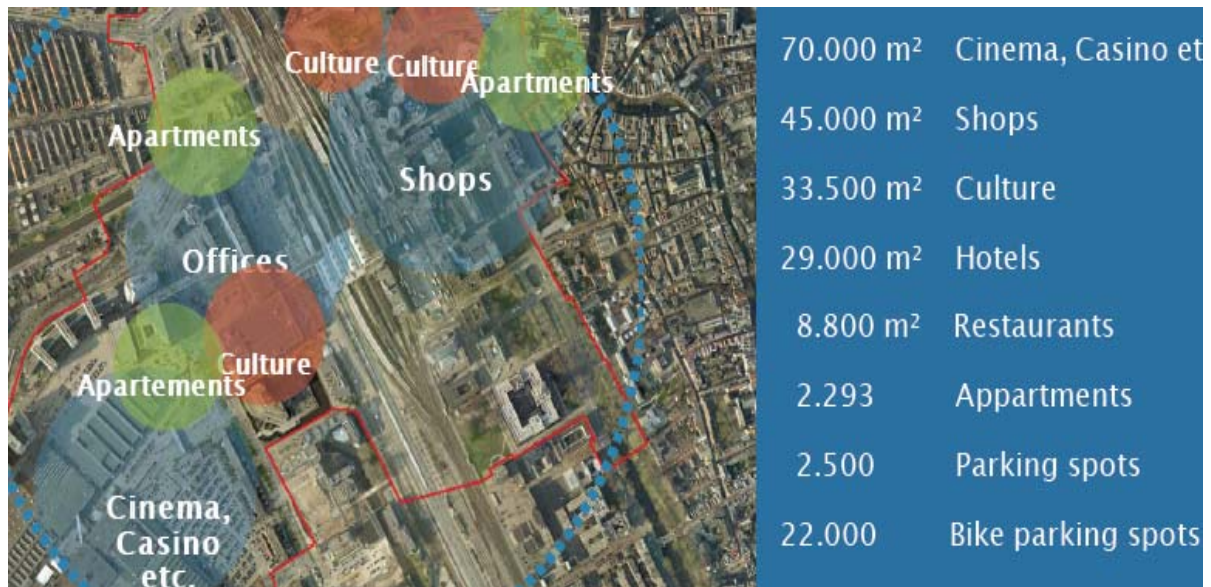 Culture
Culture
Apartments
Apartments
Shops
Offices
Culture
Apartements
Cinema,
Casino
etc.
70.000 m² Cinema, Casino et
45.000 m² Shops
33.500 m² Culture
29.000 m² Hotels
8.800 m² Restaurants
2.293 Appartments
2.500 Parking spots
22.000 Bike parking spots